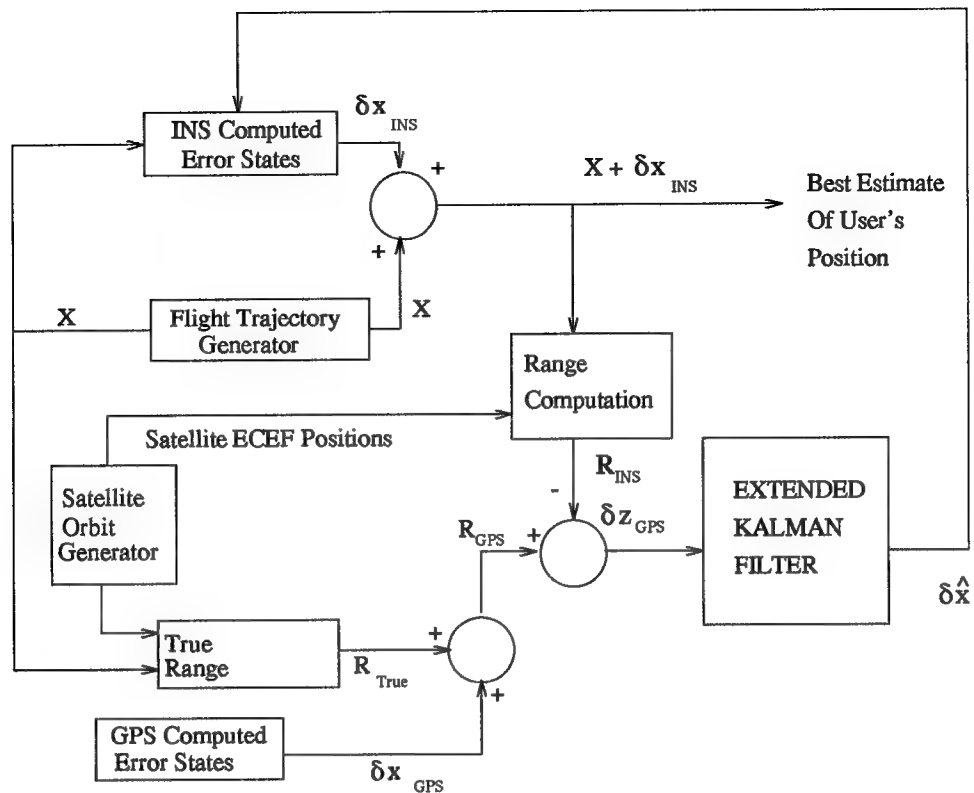 INS Computed
Error States
δx INS
+
+
X + δx INS
Best Estimate
Of User's
Position
X
Flight Trajectory
Generator
X
Range
Computation
Satellite ECEF Positions
R INS
-
Satellite
Orbit
Generator
R GPS
+
δz GPS
EXTENDED
KALMAN
FILTER
δx̂
True
Range
R True
+
+
GPS Computed
Error States
δx GPS